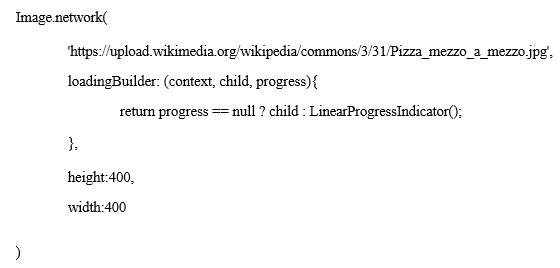 Image.network(
'https://upload.wikimedia.org/wikipedia/commons/3/31/Pizza_mezzo_a_mezzo.jpg',
loadingBuilder: (context, child, progress){
return progress == null ? child : LinearProgressIndicator();
},
height:400,
width:400
)